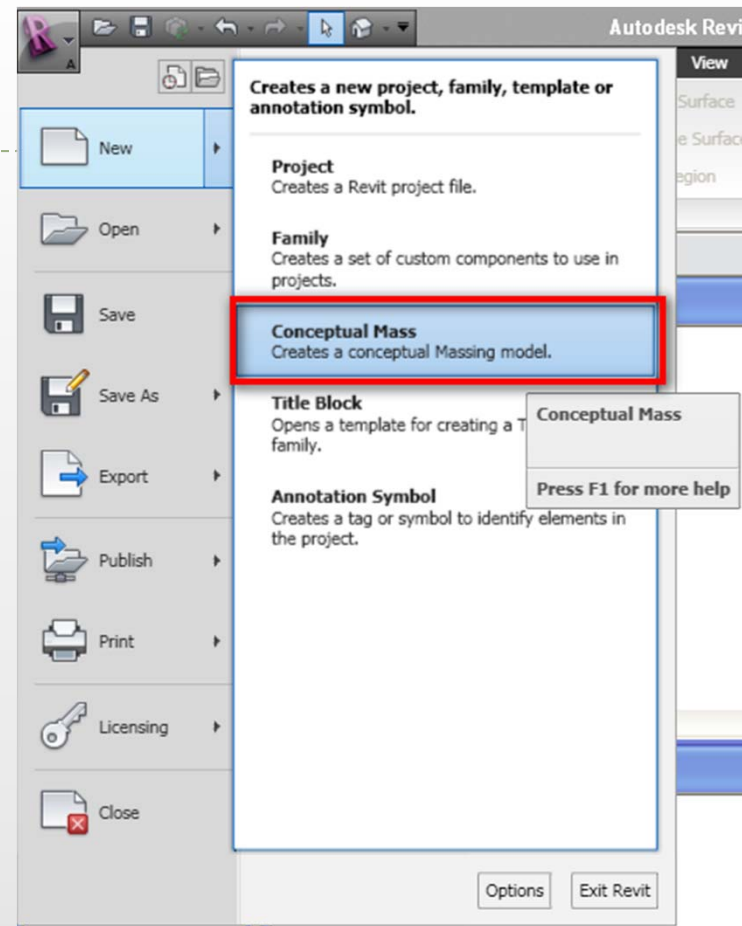 Autodesk Revi
A
View
Surface
e Surfac
egion
Creates a new project, family, template or
annotation symbol.
New
Project
Creates a Revit project file.
Open
Family
Creates a set of custom components to use in
projects.
Save
Conceptual Mass
Creates a conceptual Massing model.
Save As
Title Block
Opens a template for creating a T
family.
Conceptual Mass
Press F1 for more help
Export
Annotation Symbol
Creates a tag or symbol to identify elements in
the project.
Publish
Print
Licensing
Close
Options
Exit Revit